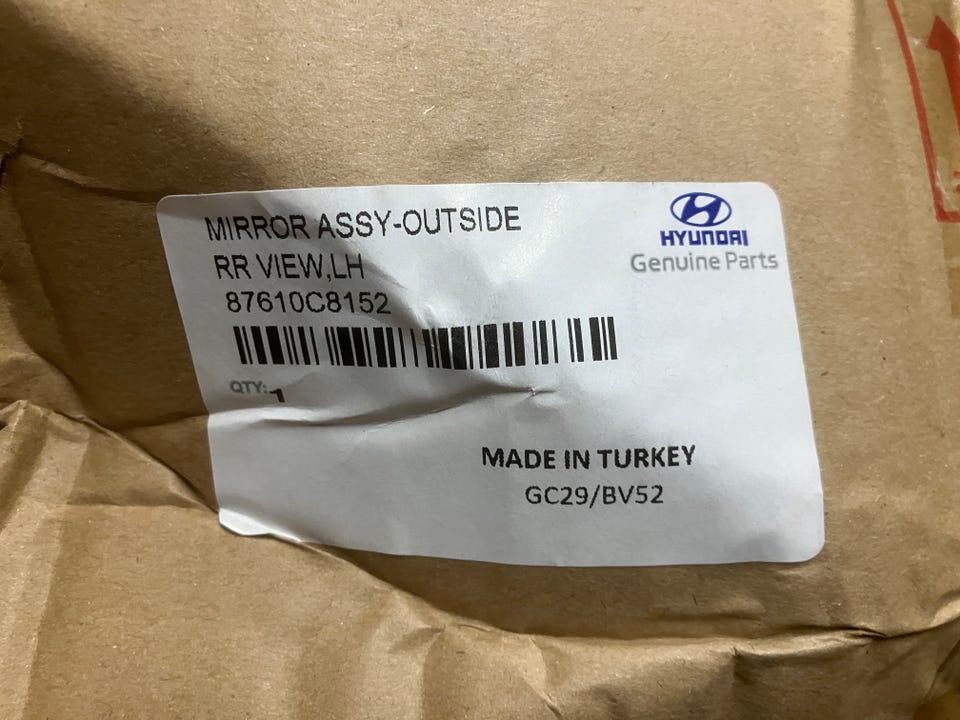 MIRROR ASSY-OUTSIDE
RR VIEW,LH
87610C8152
QTY: 1
HYUNDAI
Genuine Parts
MADE IN TURKEY
GC29/BV52